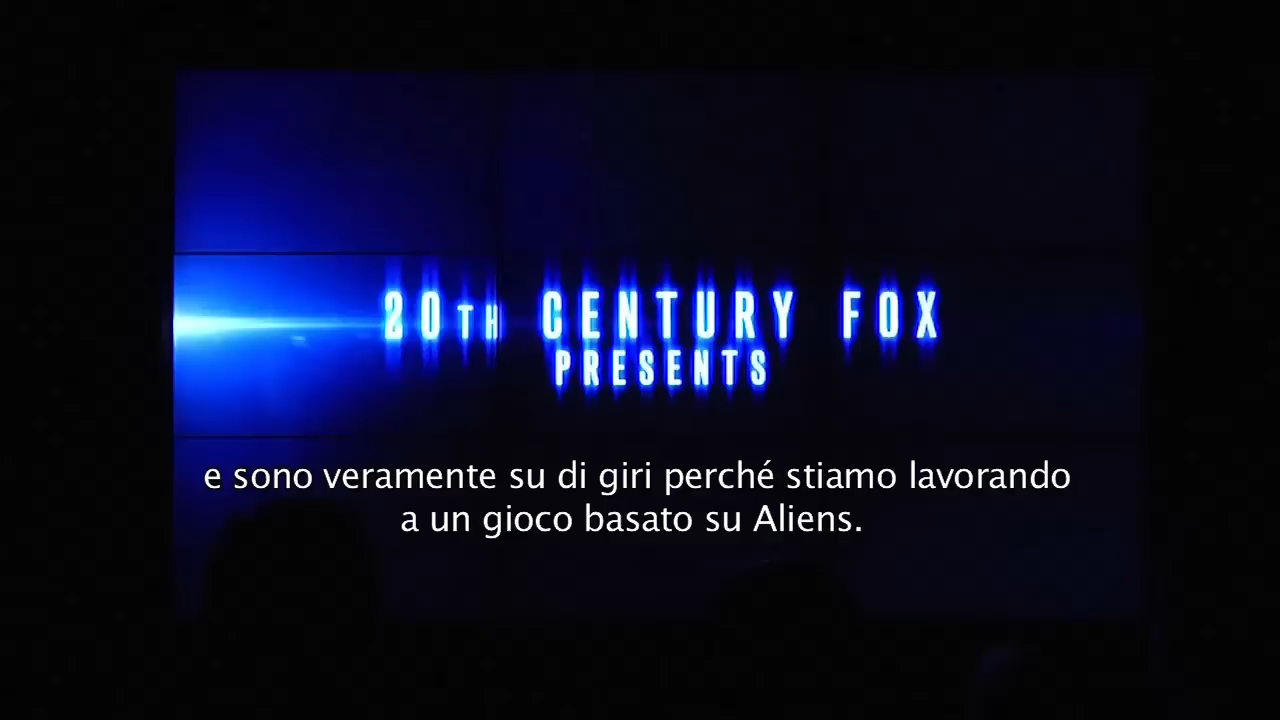 20TH CENTURY FOX
PRESENTS
e sono veramente su di giri perché stiamo lavorando
a un gioco basato su Aliens.